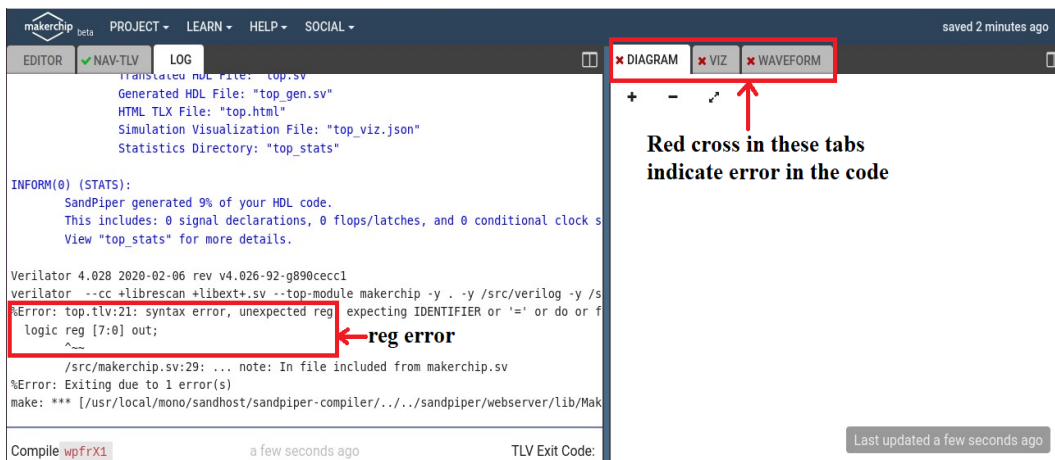 makerchip beta PROJECT LEARN HELP SOCIAL saved 2 minutes ago
EDITOR NAV-TLV LOG DIAGRAM VIZ WAVEFORM
Translated HDL File: "top.sv"
Generated HDL File: "top_gen.sv"
HTML TLX File: "top.html"
Simulation Visualization File: "top_viz.json"
Statistics Directory: "top_stats"
INFORM(0) (STATS):
SandPiper generated 9% of your HDL code.
This includes: 0 signal declarations, 0 flops/latches, and 0 conditional clock s
View "top_stats" for more details.
Verilator 4.028 2020-02-06 rev v4.026-92-g890cecc1
verilator --cc +librescan +libext+.sv --top-module makerchip -y . -y /src/verilog -y /s
%Error: top.tlv:21: syntax error, unexpected reg, expecting IDENTIFIER or '=' or do or f
logic reg [7:0] out;
^~~
/src/makerchip.sv:29: ... note: In file included from makerchip.sv
%Error: Exiting due to 1 error(s)
make: *** [/usr/local/mono/sandhost/sandpiper-compiler/../../sandpiper/webserver/lib/Mak
Compile wpfrX1 a few seconds ago TLV Exit Code:
reg error
+ -
Red cross in these tabs
indicate error in the code
Last updated a few seconds ago